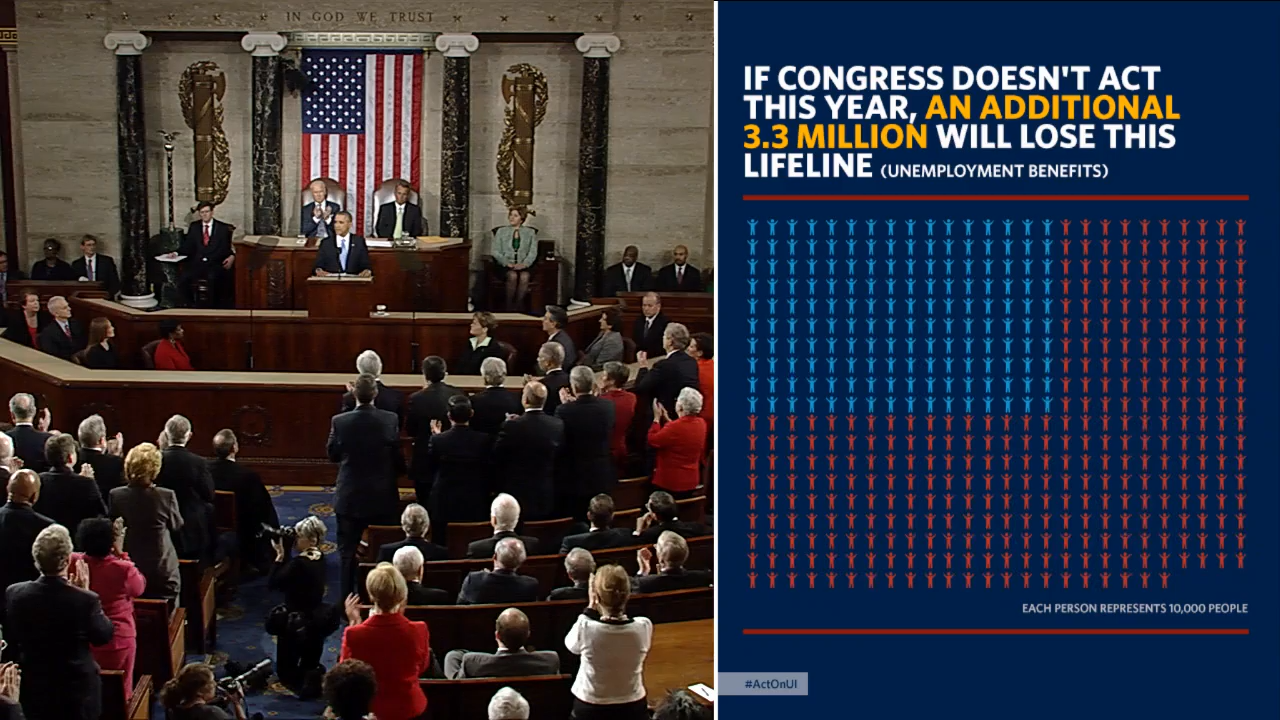 IN GOD WE TRUST
IF CONGRESS DOESN'T ACT
THIS YEAR, AN ADDITIONAL
3.3 MILLION WILL LOSE THIS
LIFELINE (UNEMPLOYMENT BENEFITS)
EACH PERSON REPRESENTS 10,000 PEOPLE
#ActOnUI